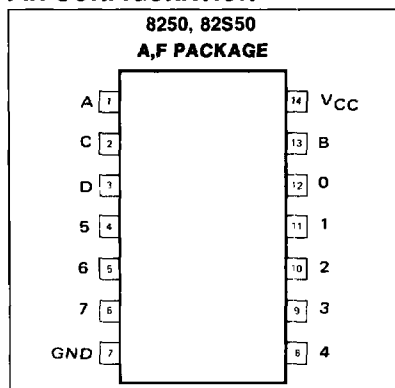 8250, 82S50
A,F PACKAGE
A 1 14 VCC
C 2 13 B
D 3 12 0
5 4 11 1
6 5 10 2
7 6 9 3
GND 7 8 4